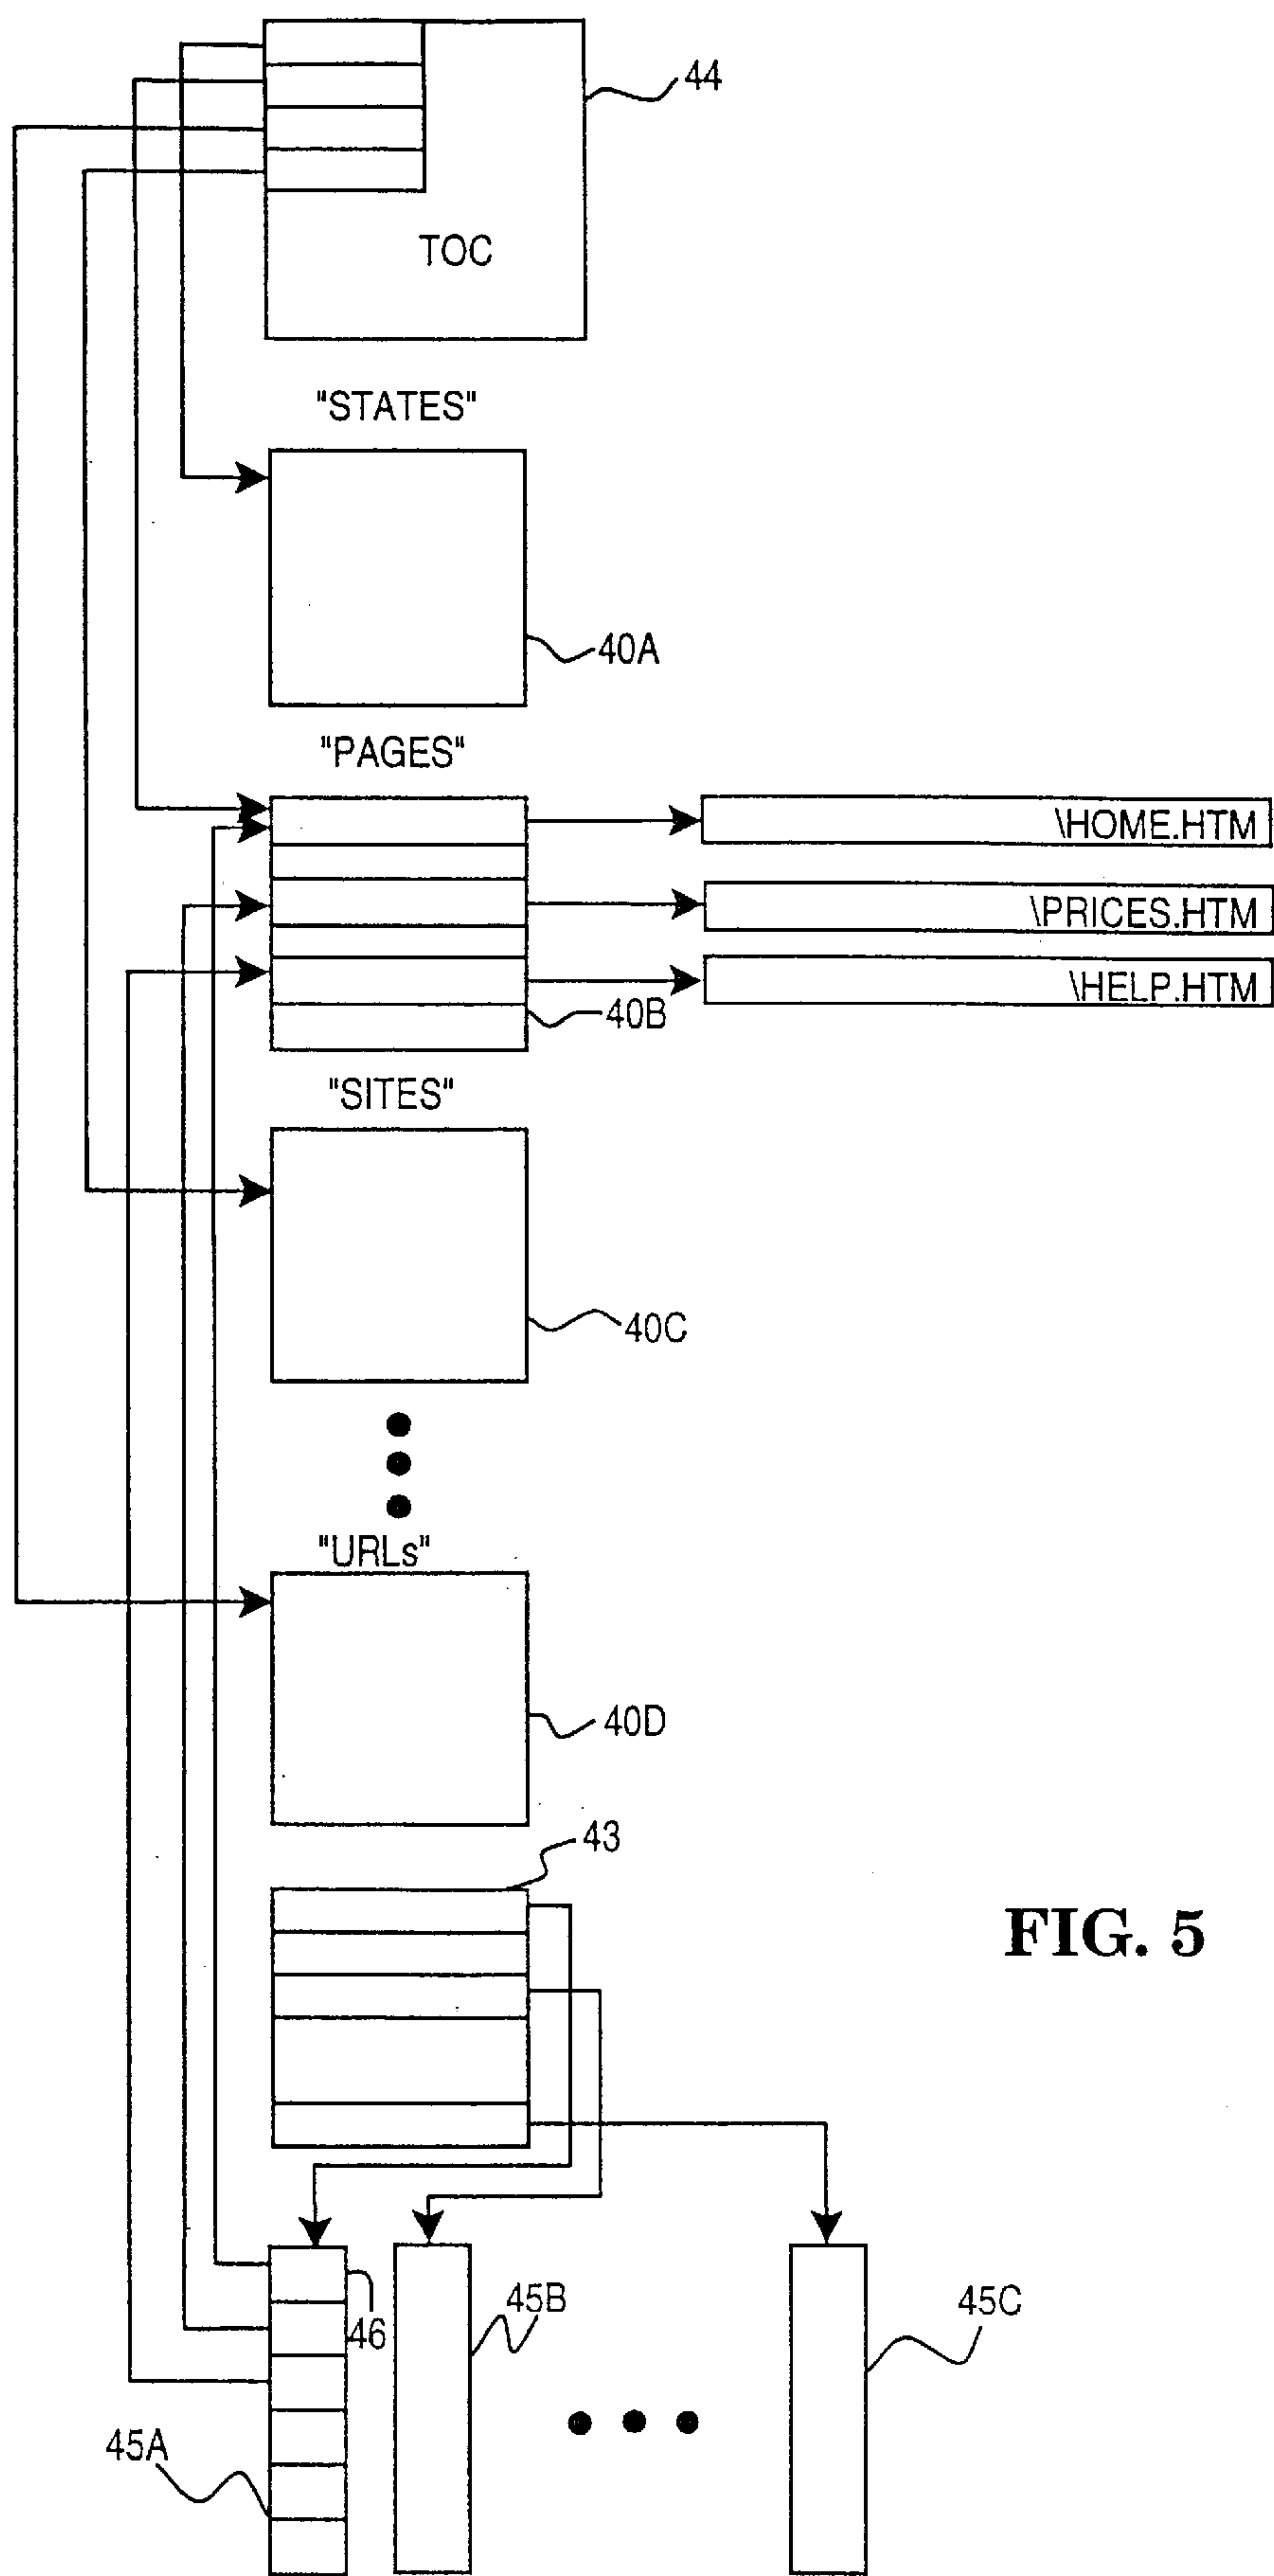 44
TOC
"STATES"
40A
"PAGES"
\HOME.HTM
\PRICES.HTM
\HELP.HTM
40B
"SITES"
40C
"URLs"
40D
43
FIG. 5
46
45B
45C
45A